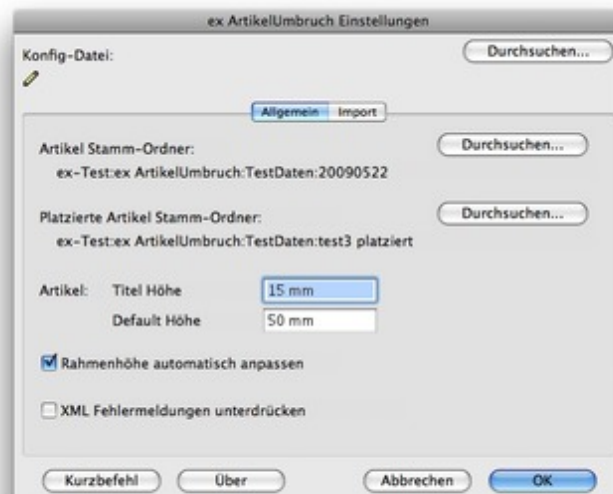 ex ArtikelUmbruch Einstellungen
Konfig-Datei: Durchsuchen...
Allgemein Import
Artikel Stamm-Ordner: Durchsuchen...
ex-Test:ex ArtikelUmbruch:TestDaten:20090522
Platzierte Artikel Stamm-Ordner: Durchsuchen...
ex-Test:ex ArtikelUmbruch:TestDaten:test3 platziert
Artikel: Titel Höhe 15 mm
Default Höhe 50 mm
Rahmenhöhe automatisch anpassen
XML Fehlermeldungen unterdrücken
Kurzbefehl Über Abbrechen OK